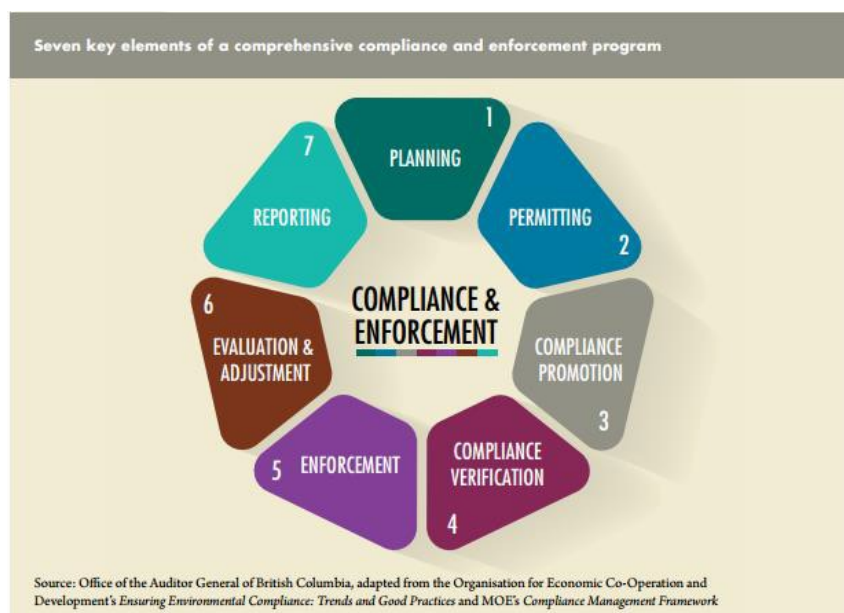 Seven key elements of a comprehensive compliance and enforcement program
1
PLANNING
PERMITTING
2
COMPLIANCE
PROMOTION
3
COMPLIANCE
VERIFICATION
4
5
ENFORCEMENT
6
EVALUATION &
ADJUSTMENT
7
REPORTING
COMPLIANCE &
ENFORCEMENT
Source: Office of the Auditor General of British Columbia, adapted from the Organisation for Economic Co-Operation and
Development's Ensuring Environmental Compliance: Trends and Good Practices and MOE's Compliance Management Framework